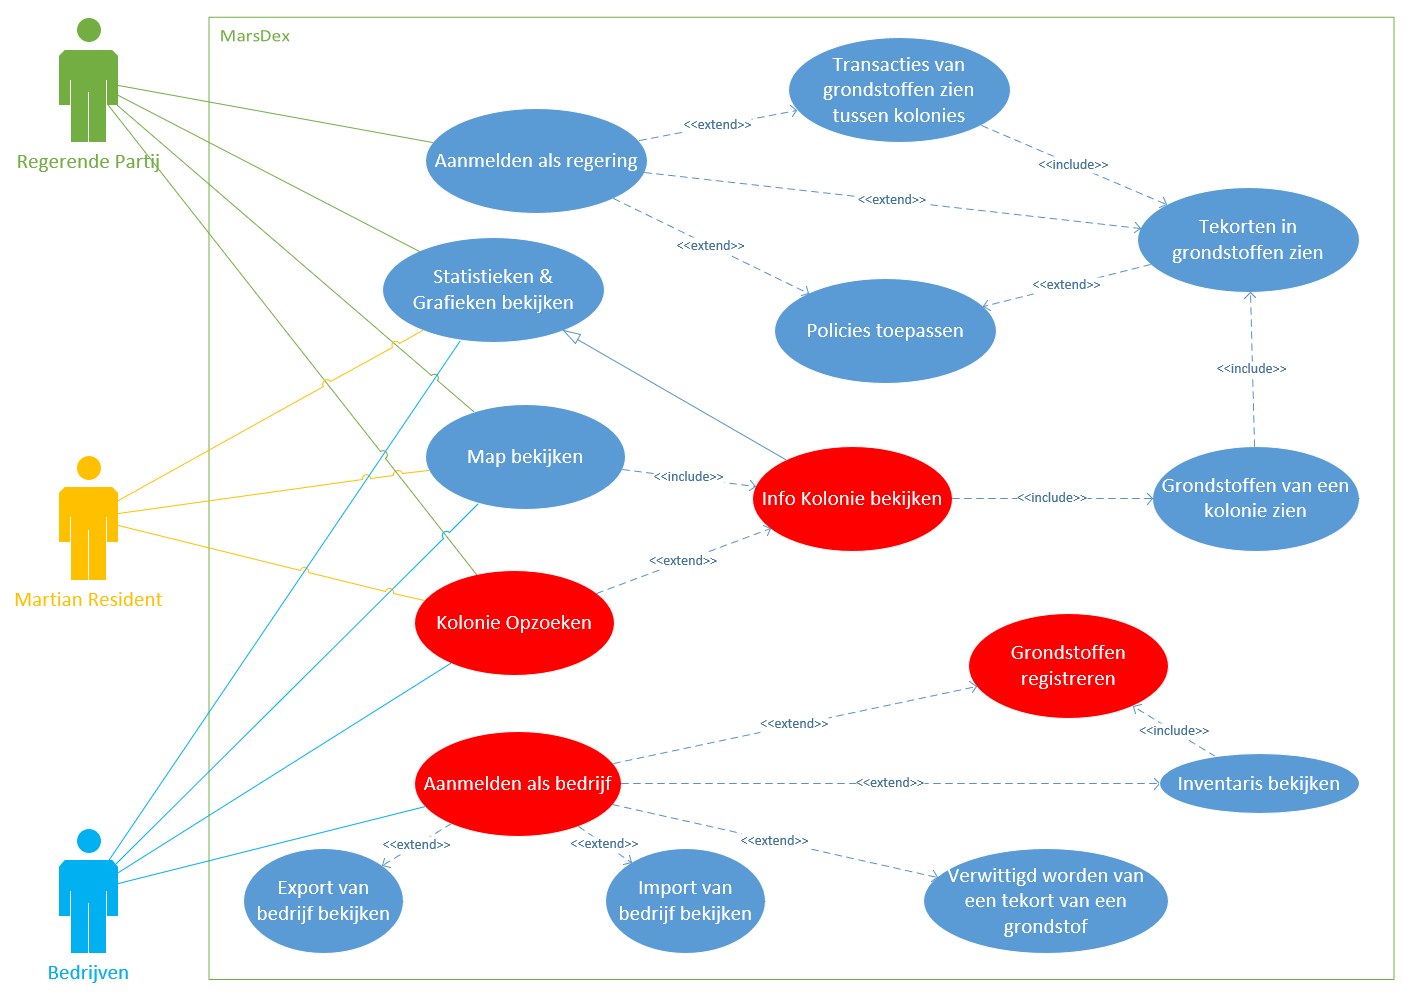 MarsDex
Regerende Partij
Martian Resident
Bedrijven
Transacties van
grondstoffen zien
tussen kolonies
<<extend>>
Aanmelden als regering
<<include>>
<<extend>>
Tekorten in
grondstoffen zien
<<extend>>
Statistieken &
Grafieken bekijken
<<extend>>
Policies toepassen
<<include>>
Map bekijken
<<include>>
Info Kolonie bekijken
<<include>>
Grondstoffen van een
kolonie zien
<<extend>>
Kolonie Opzoeken
Grondstoffen
registreren
<<extend>>
<<include>>
Aanmelden als bedrijf
<<extend>>
Inventaris bekijken
<<extend>>
<<extend>>
<<extend>>
Export van
bedrijf bekijken
Import van
bedrijf bekijken
Verwittigd worden van
een tekort van een
grondstof